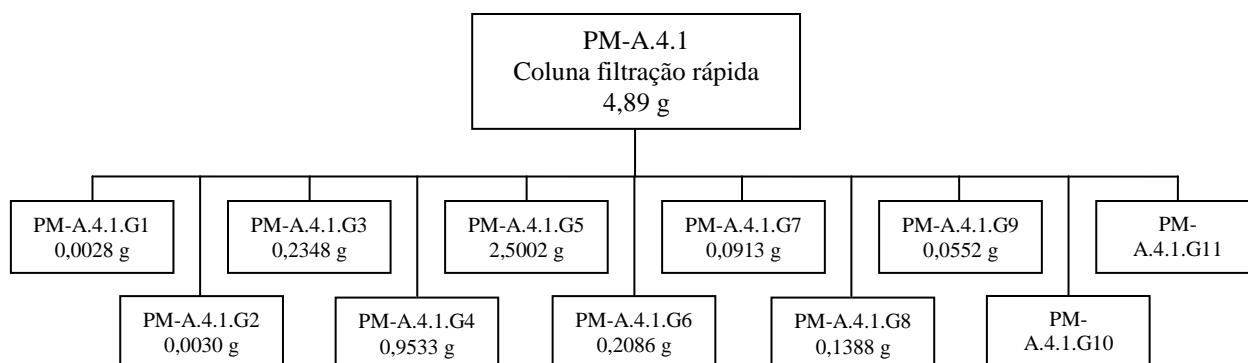 PM-A.4.1
Coluna filtração rápida
4,89 g
PM-A.4.1.G1
0,0028 g
PM-A.4.1.G3
0,2348 g
PM-A.4.1.G5
2,5002 g
PM-A.4.1.G7
0,0913 g
PM-A.4.1.G9
0,0552 g
PM-
A.4.1.G11
PM-A.4.1.G2
0,0030 g
PM-A.4.1.G4
0,9533 g
PM-A.4.1.G6
0,2086 g
PM-A.4.1.G8
0,1388 g
PM-
A.4.1.G10